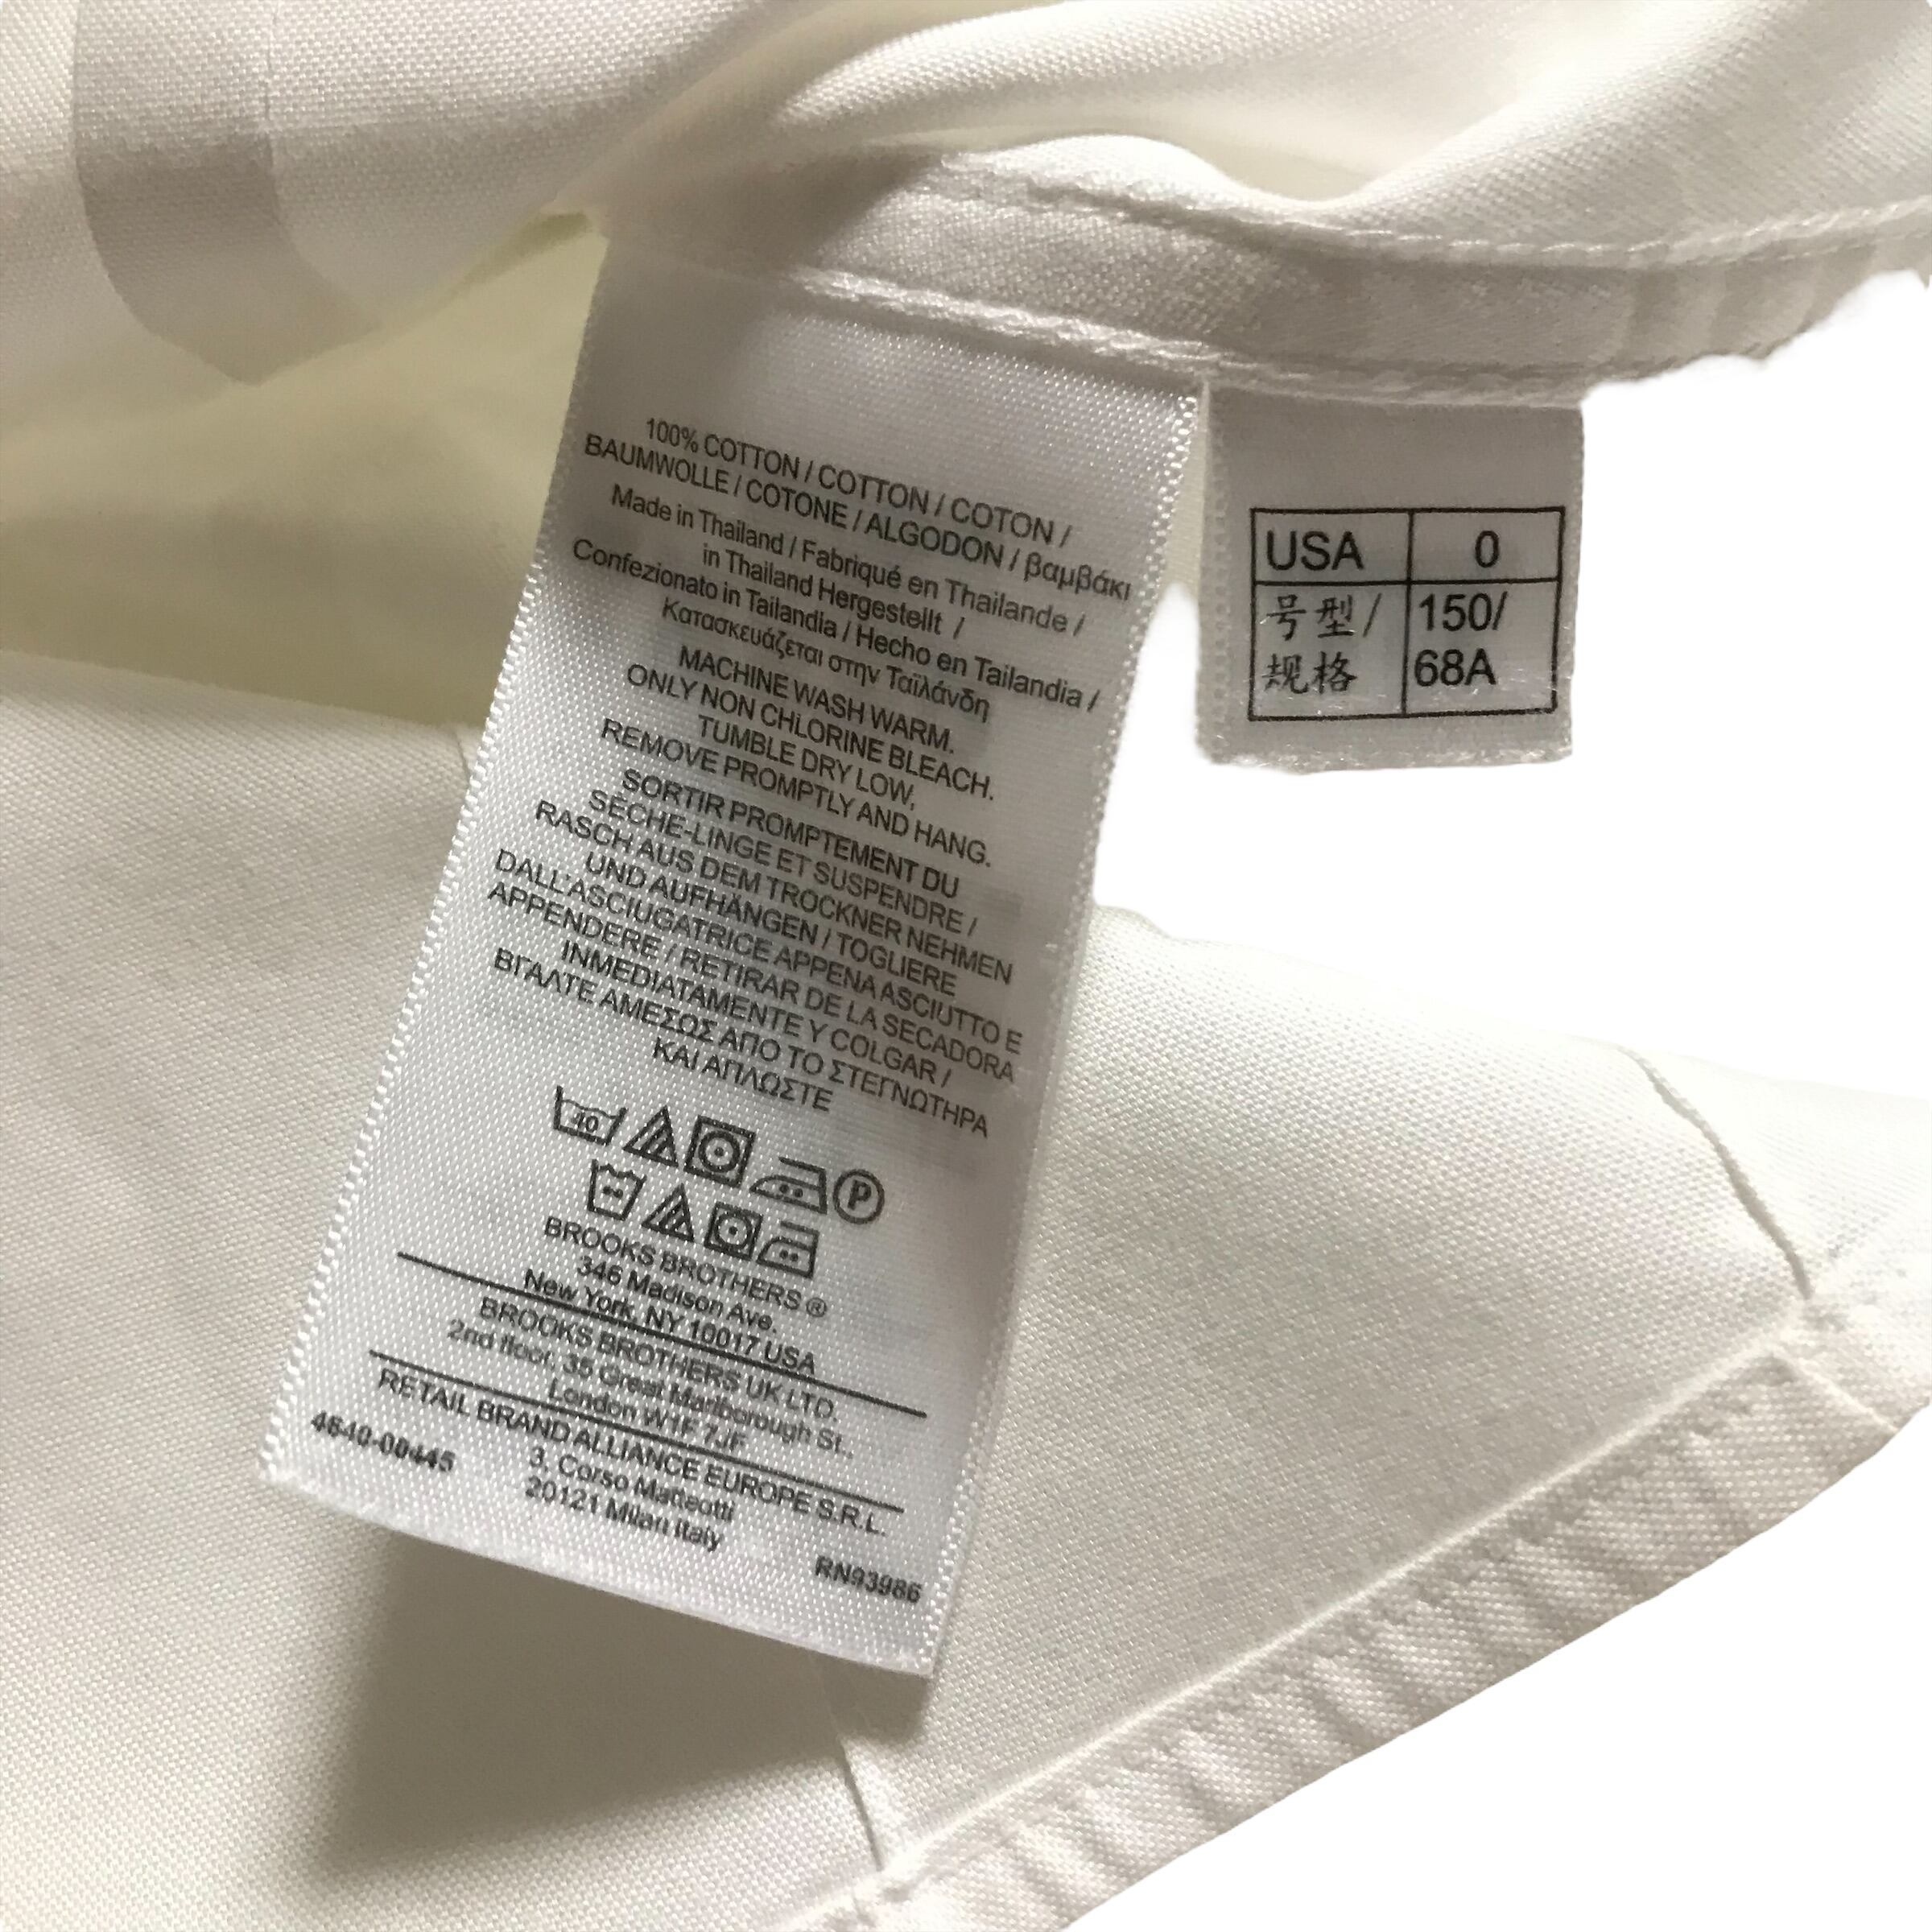 100% COTTON / COTTON / COTON /
BAUMWOLLE / COTONE / ALGODON / βαμβάκι
Made in Thailand / Fabriqué en Thailande /
in Thailand Hergestellt /
Confezionato in Tailandia / Hecho en Tailandia /
Κατασκευάζεται στην Ταϊλάνδη
MACHINE WASH WARM.
ONLY NON CHLORINE BLEACH.
TUMBLE DRY LOW,
REMOVE PROMPTLY AND HANG.
SORTIR PROMPTEMENT DU
SÈCHE-LINGE ET SUSPENDRE /
RASCH AUS DEM TROCKNER NEHMEN
UND AUFHÄNGEN / TOGLIERE
DALL'ASCIUGATRICE APPENA ASCIUTTO E
APPENDERE / RETIRAR DE LA SECADORA
INMEDIATAMENTE Y COLGAR /
ΒΓΑΛΤΕ ΑΜΕΣΩΣ ΑΠΟ ΤΟ ΣΤΕΓΝΩΤΗΡΑ
ΚΑΙ ΑΠΛΩΣΤΕ
40 P
BROOKS BROTHERS ®
346 Madison Ave.
New York, NY 10017 USA
BROOKS BROTHERS UK LTD.
2nd floor, 35 Great Marlborough St.,
London W1F 7JF
RETAIL BRAND ALLIANCE EUROPE S.R.L.
3, Corso Matteotti
20121 Milan Italy
4640-00445
RN93986
USA 0
号型/ 150/
规格 68A